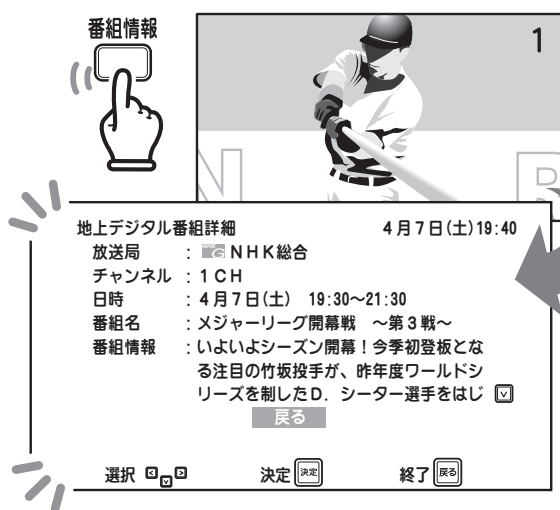 番組情報
1
地上デジタル番組詳細 4月7日(土)19:40
放送局 : NHK G NHK総合
チャンネル : 1CH
日時 : 4月7日(土) 19:30〜21:30
番組名 : メジャーリーグ開幕戦 〜第3戦〜
番組情報 : いよいよシーズン開幕！今季初登板とな
る注目の竹坂投手が、昨年度ワールドシ
リーズを制したD．シーター選手をはじ
戻る
選択 決定 決定 終了 戻る